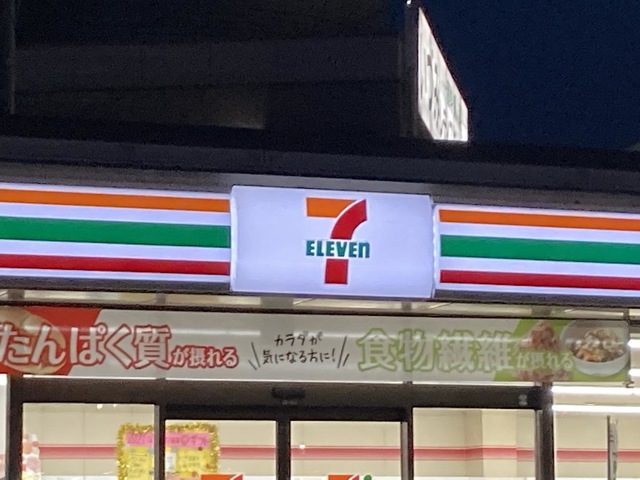 7
ELEVEn
たんぱく質が摂れる
カラダが
気になる方に!
食物繊維が摂れる